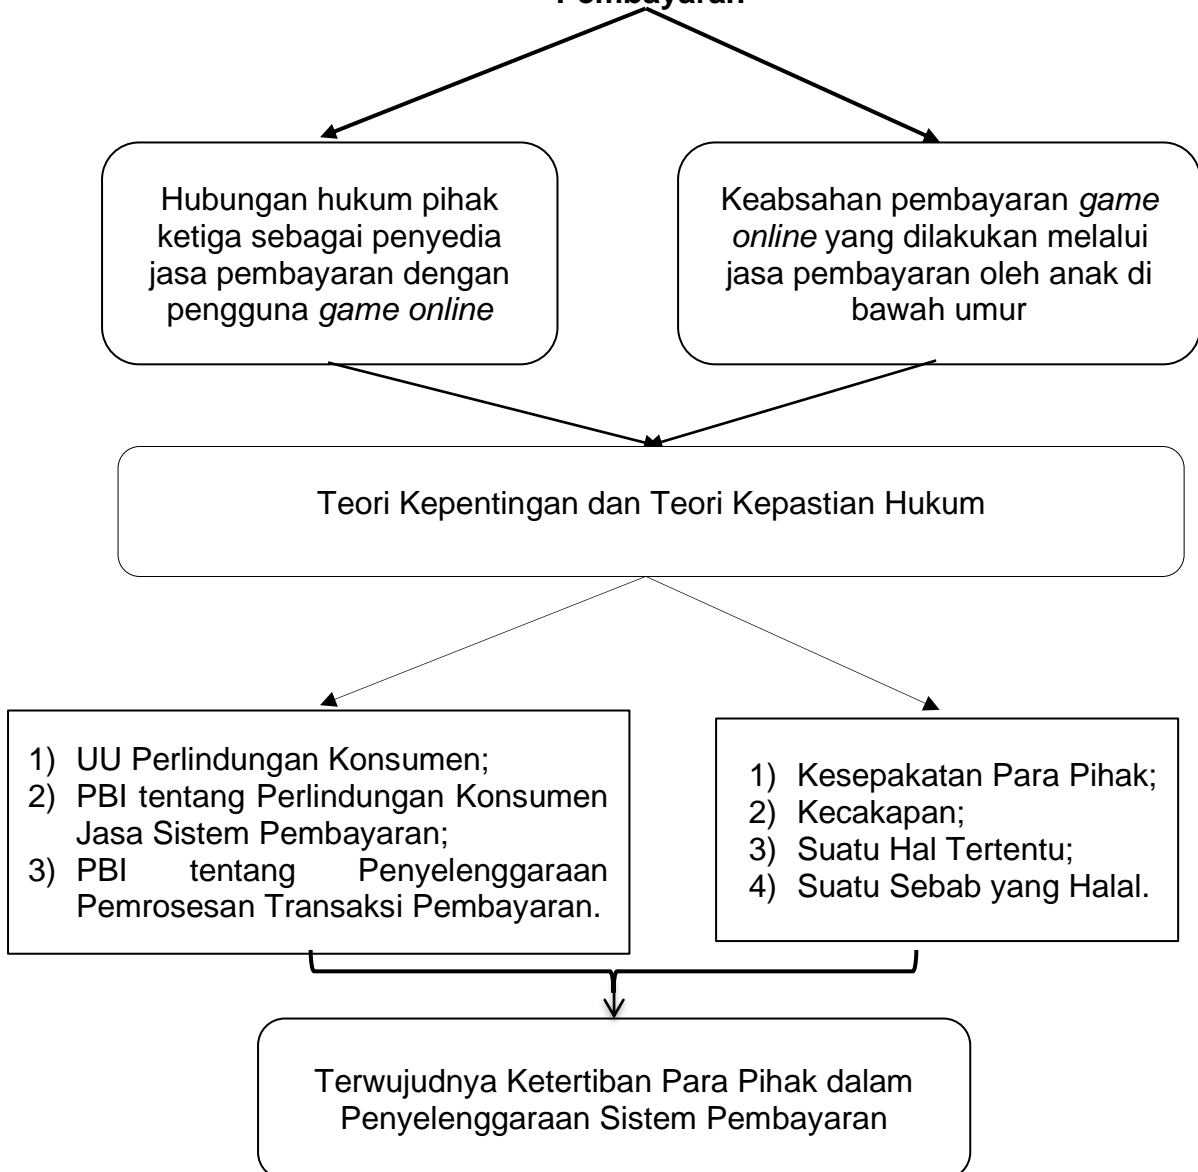 Pembayaran
Hubungan hukum pihak
ketiga sebagai penyedia
jasa pembayaran dengan
pengguna game online
Keabsahan pembayaran game
online yang dilakukan melalui
jasa pembayaran oleh anak di
bawah umur
Teori Kepentingan dan Teori Kepastian Hukum
1) UU Perlindungan Konsumen;
2) PBI tentang Perlindungan Konsumen
Jasa Sistem Pembayaran;
3) PBI tentang Penyelenggaraan
Pemrosesan Transaksi Pembayaran.
1) Kesepakatan Para Pihak;
2) Kecakapan;
3) Suatu Hal Tertentu;
4) Suatu Sebab yang Halal.
Terwujudnya Ketertiban Para Pihak dalam
Penyelenggaraan Sistem Pembayaran